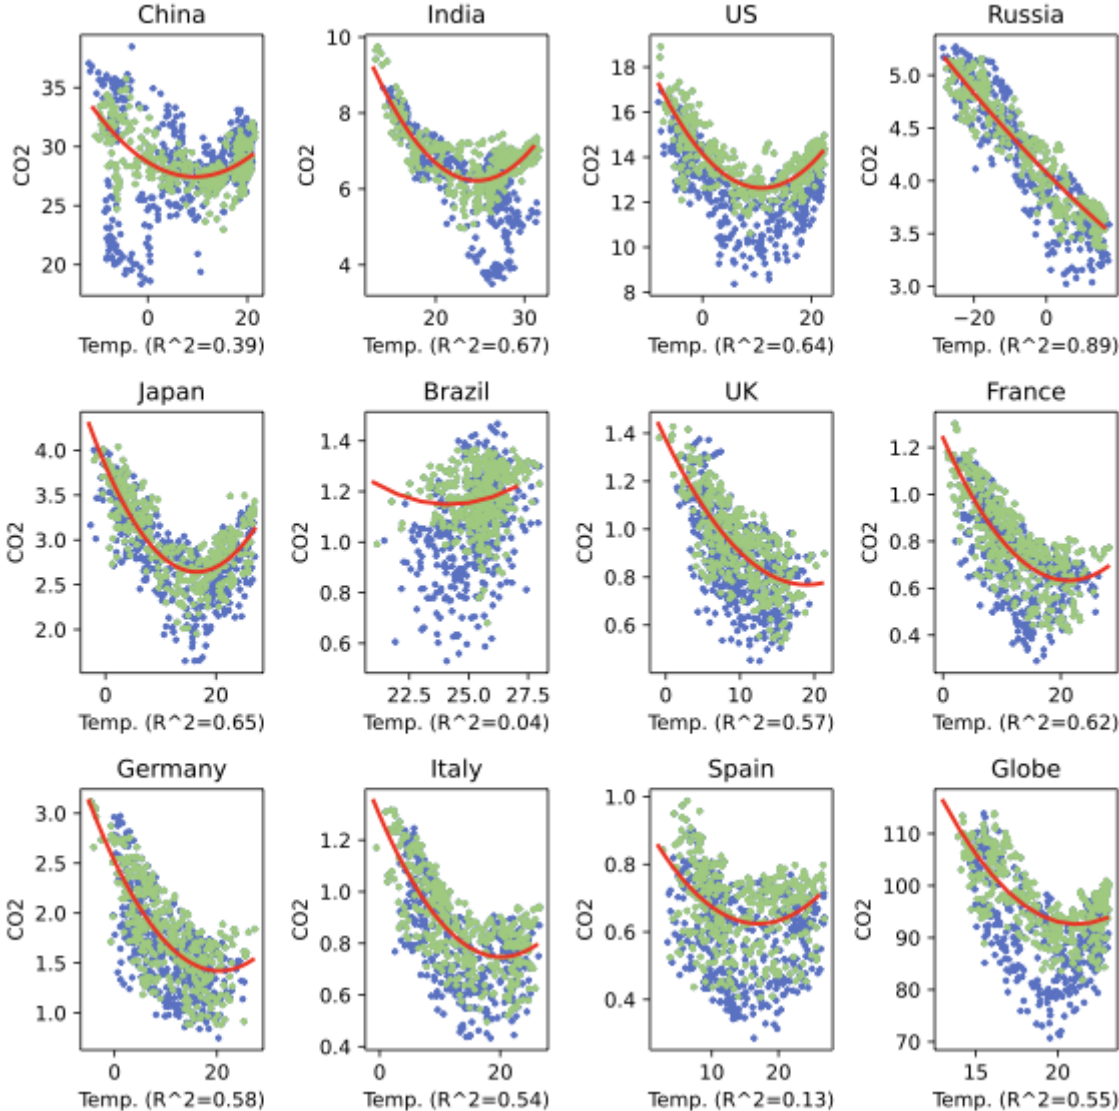 China India US Russia
CO2 35 30 25 20 CO2 10 8 6 4 CO2 18 16 14 12 10 8 CO2 5.0 4.5 4.0 3.5 3.0
0 20 20 30 0 20 −20 0
Temp. (R^2=0.39) Temp. (R^2=0.67) Temp. (R^2=0.64) Temp. (R^2=0.89)
Japan Brazil UK France
CO2 4.0 3.5 3.0 2.5 2.0 CO2 1.4 1.2 1.0 0.8 0.6 CO2 1.4 1.2 1.0 0.8 0.6 CO2 1.2 1.0 0.8 0.6 0.4
0 20 22.5 25.0 27.5 0 10 20 0 20
Temp. (R^2=0.65) Temp. (R^2=0.04) Temp. (R^2=0.57) Temp. (R^2=0.62)
Germany Italy Spain Globe
CO2 3.0 2.5 2.0 1.5 1.0 CO2 1.2 1.0 0.8 0.6 0.4 CO2 1.0 0.8 0.6 0.4 CO2 110 100 90 80 70
0 20 0 20 10 20 15 20
Temp. (R^2=0.58) Temp. (R^2=0.54) Temp. (R^2=0.13) Temp. (R^2=0.55)